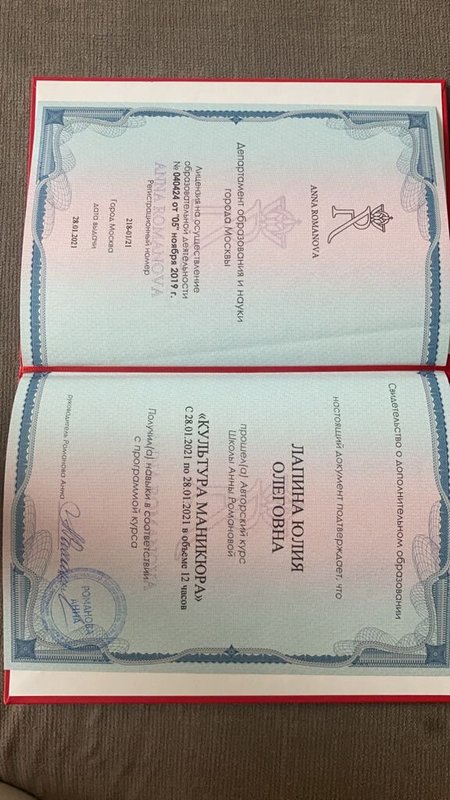 ANNA ROMANOVA
Департамент образования и науки
города Москвы
Лицензия на осуществление
образовательной деятельности
№ 040424 от "05" ноября 2019 г.
ANNA ROMANOVA
Регистрационный номер
218-01/21
Город Москва
дата выдачи
28.01.2021
Свидетельство о дополнительном образовании
настоящий документ подтверждает, что
ЛАПИНА ЮЛИЯ
ОЛЕГОВНА
прошел(а) Авторский курс
Школы Анны Романовой
«КУЛЬТУРА МАНИКЮРА»
С 28.01.2021 по 28.01.2021 в объеме 12 часов
Получил(а) навыки в соответствии
с программой курса
руководитель Романова Анна
РОМАНОВА
АННА